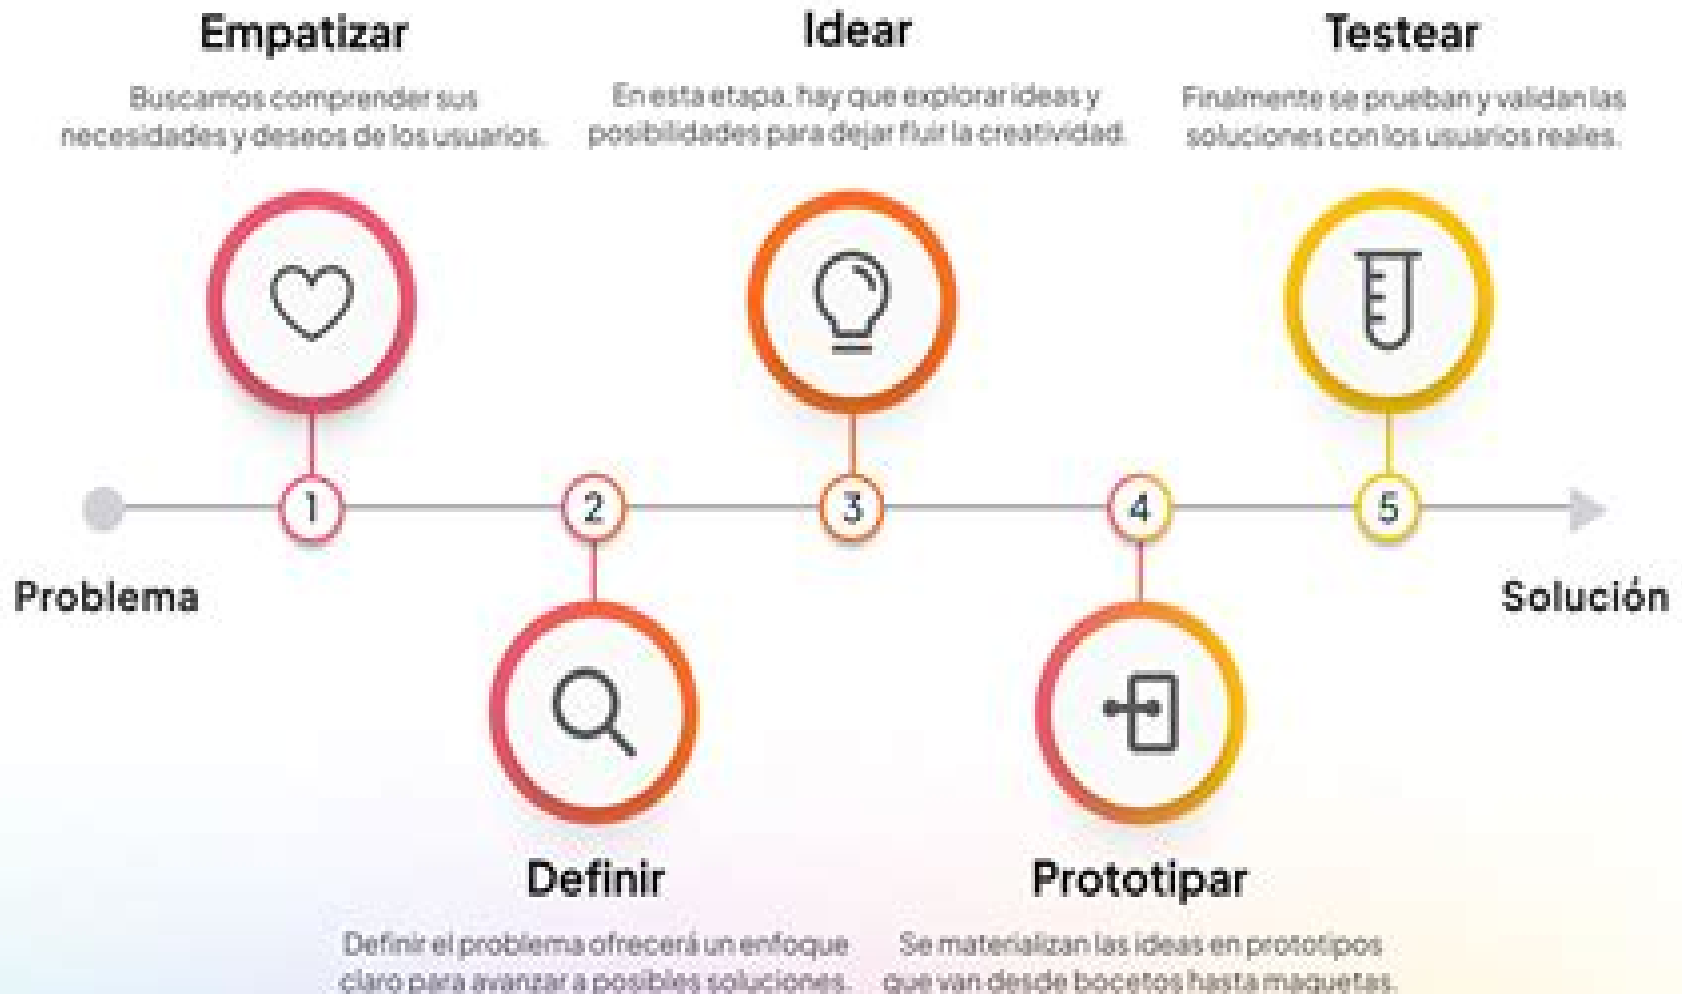 Empatizar
Buscamos comprender sus
necesidades y deseos de los usuarios.
Idear
En esta etapa, hay que explorar ideas y
posibilidades para dejar fluir la creatividad.
Testear
Finalmente se prueban y validan las
soluciones con los usuarios reales.
1
2
3
4
5
Problema
Solución
Definir
Definir el problema ofrecerá un enfoque
claro para avanzar a posibles soluciones.
Prototipar
Se materializan las ideas en prototipos
que van desde bocetos hasta maquetas.